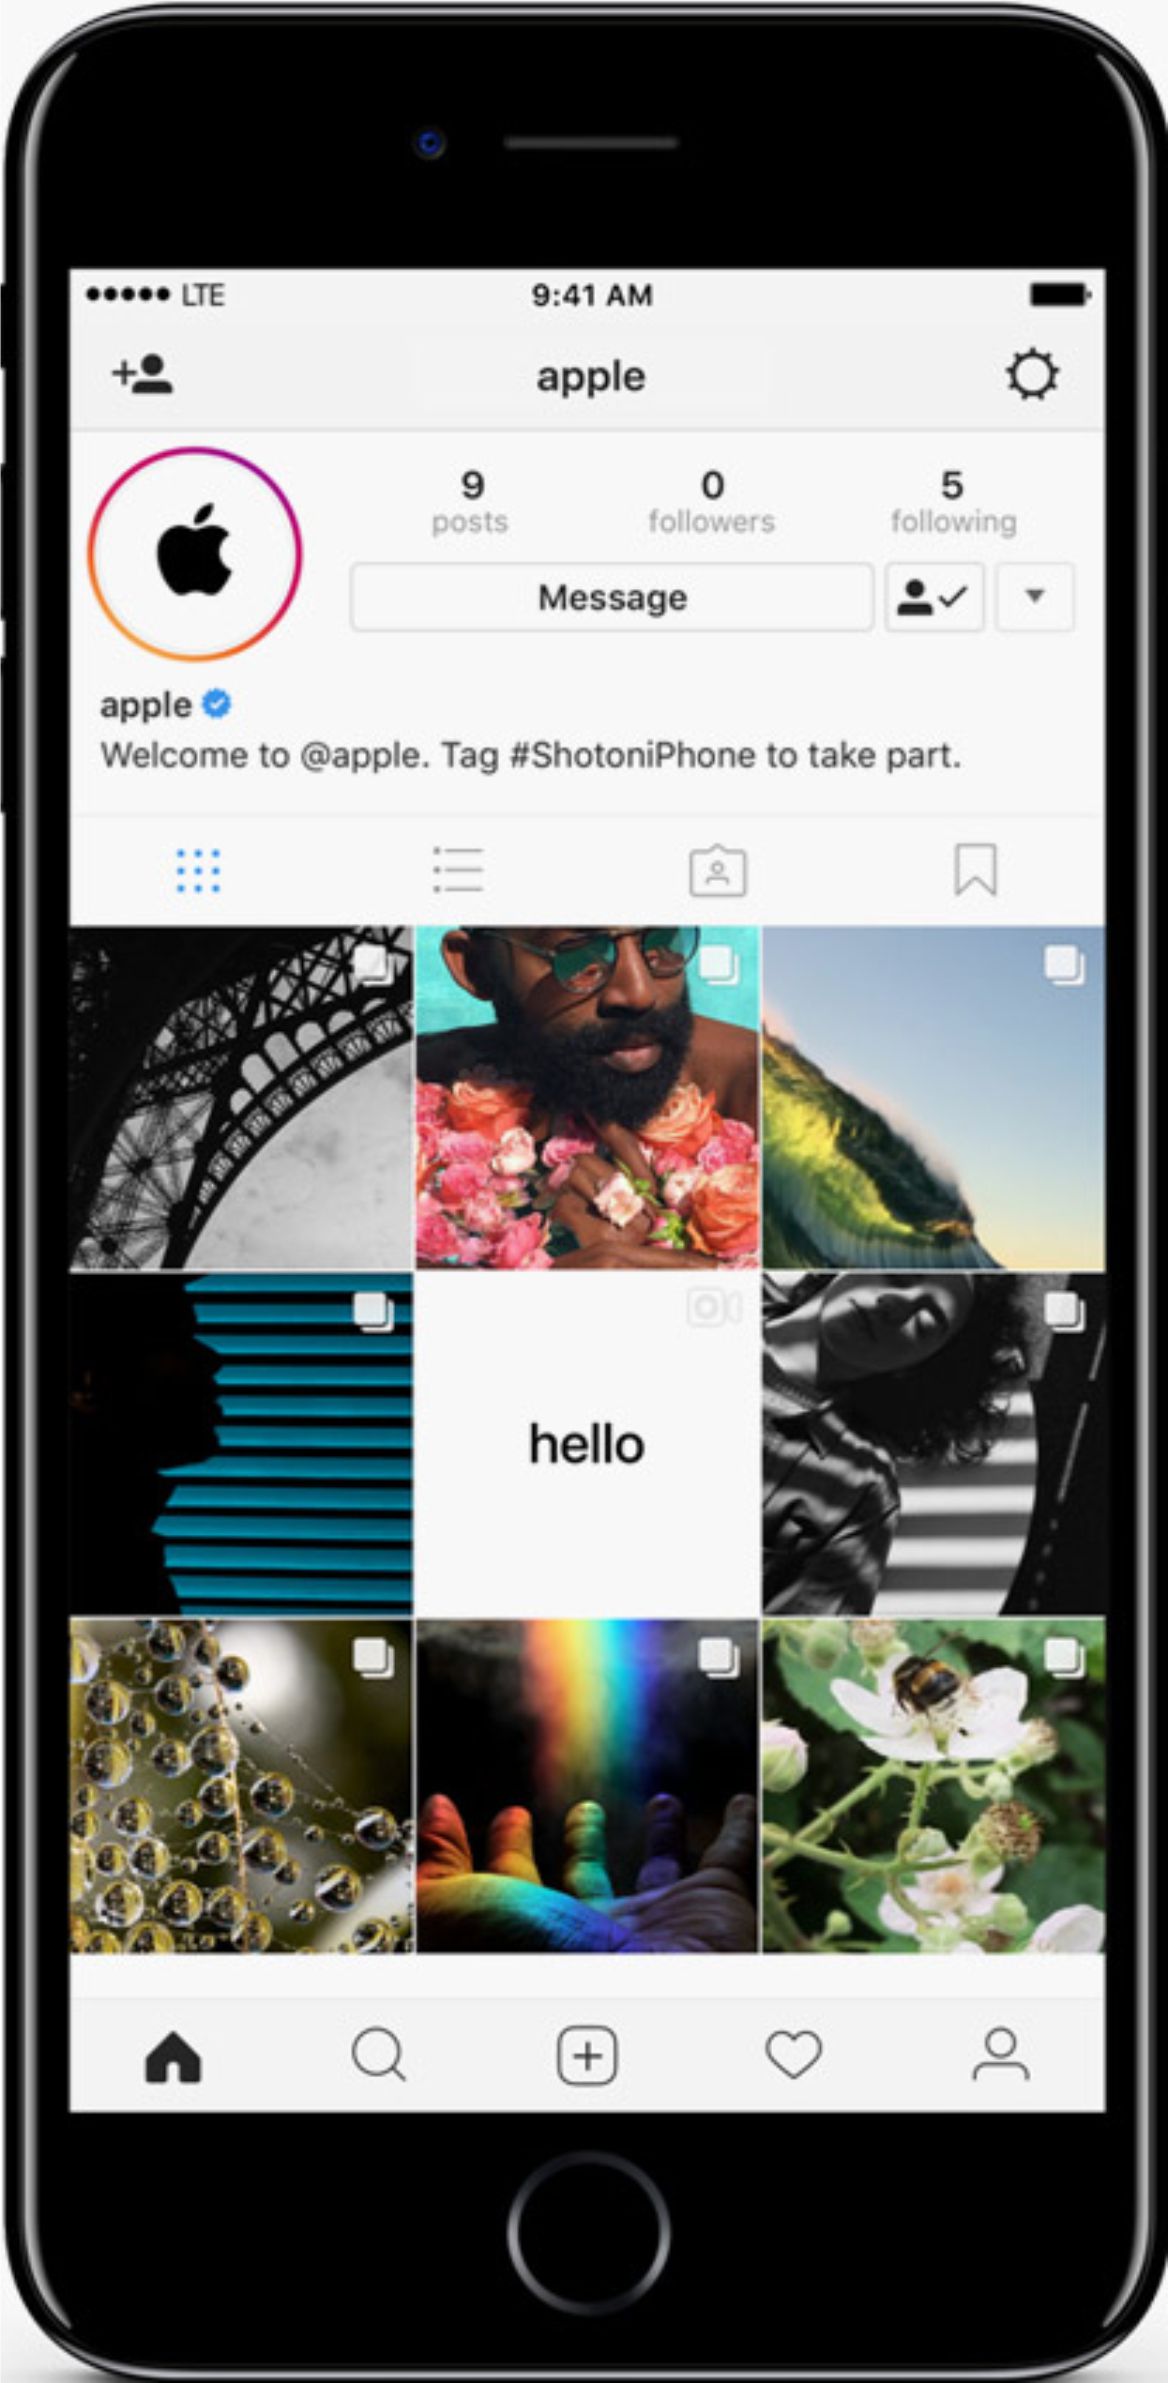 LTE 9:41 AM
apple
9 0 5
posts followers following
Message
apple
Welcome to @apple. Tag #ShotoniPhone to take part.
hello